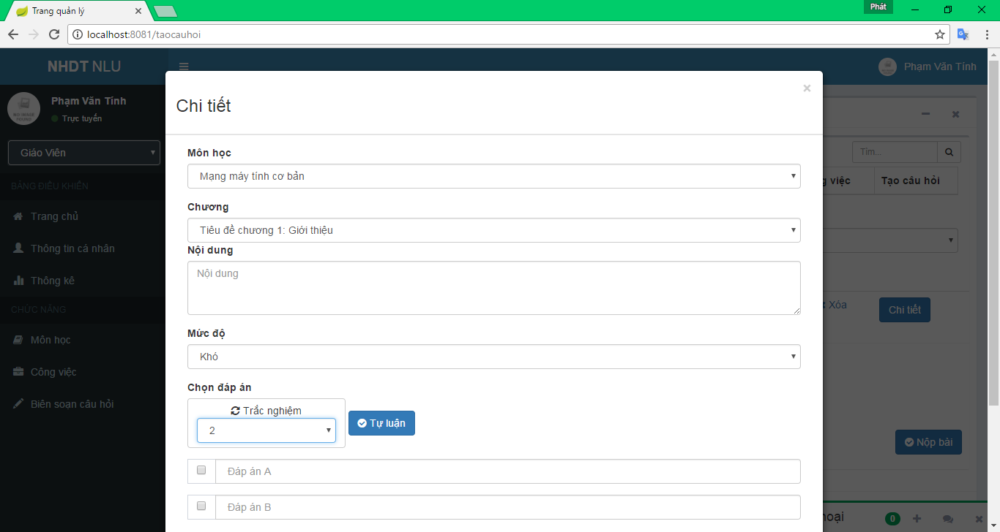 Trang quản lý
Phát
localhost:8081/taocauhoi
NHDT NLU
Phạm Văn Tính
Phạm Văn Tính
Trực tuyến
Giáo Viên
BẢNG ĐIỀU KHIỂN
Trang chủ
Thông tin cá nhân
Thống kê
CHỨC NĂNG
Môn học
Công việc
Biên soạn câu hỏi
Chi tiết
Môn học
Mạng máy tính cơ bản
Chương
Tiêu đề chương 1: Giới thiệu
Nội dung
Nội dung
Mức độ
Khó
Chọn đáp án
Trắc nghiệm
2
Tự luận
Đáp án A
Đáp án B
Tìm...
việc
Tạo câu hỏi
Xóa
Chi tiết
Nộp bài
0